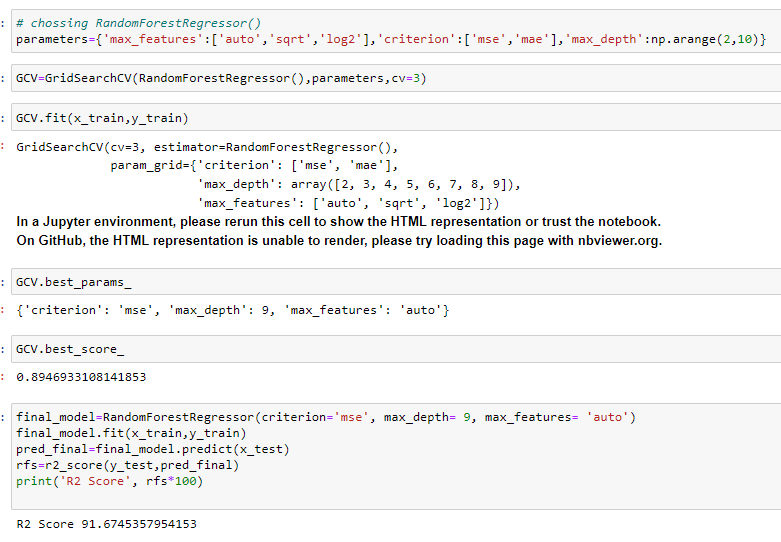 # chossing RandomForestRegressor()
parameters={'max_features':['auto','sqrt','log2'],'criterion':['mse','mae'],'max_depth':np.arange(2,10)}
GCV=GridSearchCV(RandomForestRegressor(),parameters,cv=3)
GCV.fit(x_train,y_train)
GridSearchCV(cv=3, estimator=RandomForestRegressor(),
param_grid={'criterion': ['mse', 'mae'],
'max_depth': array([2, 3, 4, 5, 6, 7, 8, 9]),
'max_features': ['auto', 'sqrt', 'log2']})
In a Jupyter environment, please rerun this cell to show the HTML representation or trust the notebook.
On GitHub, the HTML representation is unable to render, please try loading this page with nbviewer.org.
GCV.best_params_
{'criterion': 'mse', 'max_depth': 9, 'max_features': 'auto'}
GCV.best_score_
0.8946933108141853
final_model=RandomForestRegressor(criterion='mse', max_depth= 9, max_features= 'auto')
final_model.fit(x_train,y_train)
pred_final=final_model.predict(x_test)
rfs=r2_score(y_test,pred_final)
print('R2 Score', rfs*100)
R2 Score 91.6745357954153